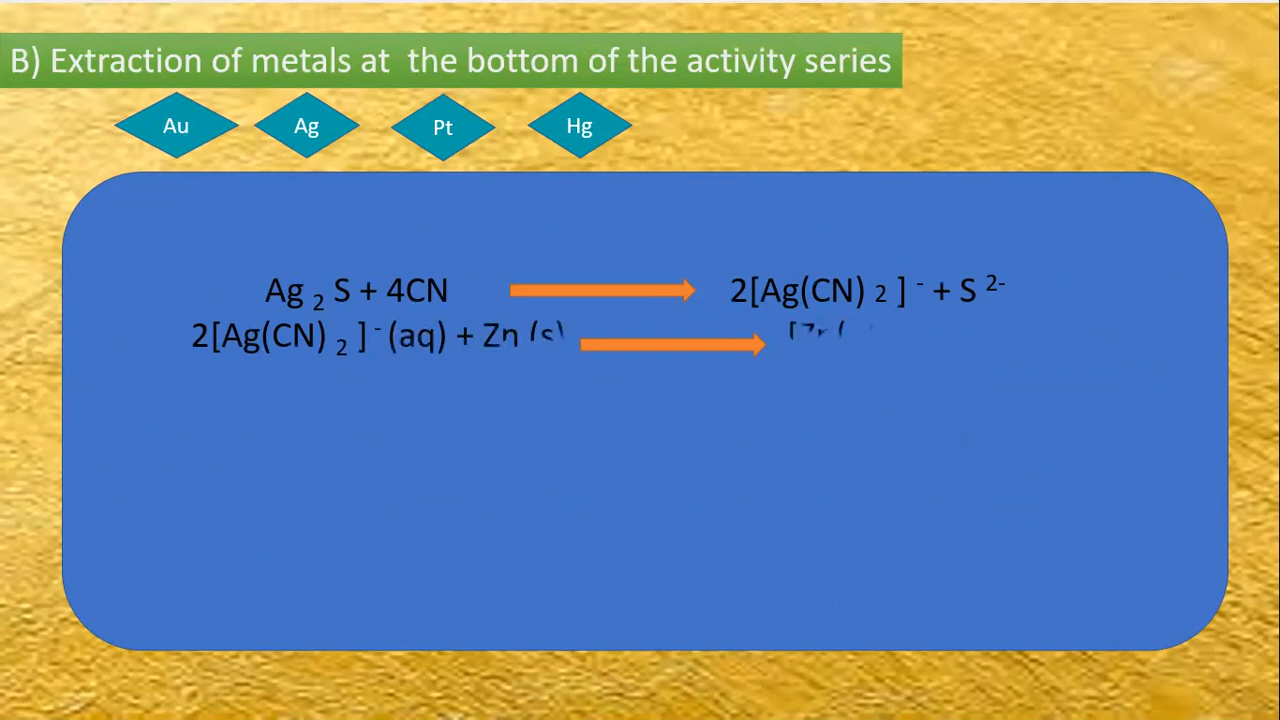 B) Extraction of metals at the bottom of the activity series
Au Ag Pt Hg
Ag 2 S + 4CN 2[Ag(CN) 2 ] - + S 2-
2[Ag(CN) 2 ] - (aq) + Zn (s)